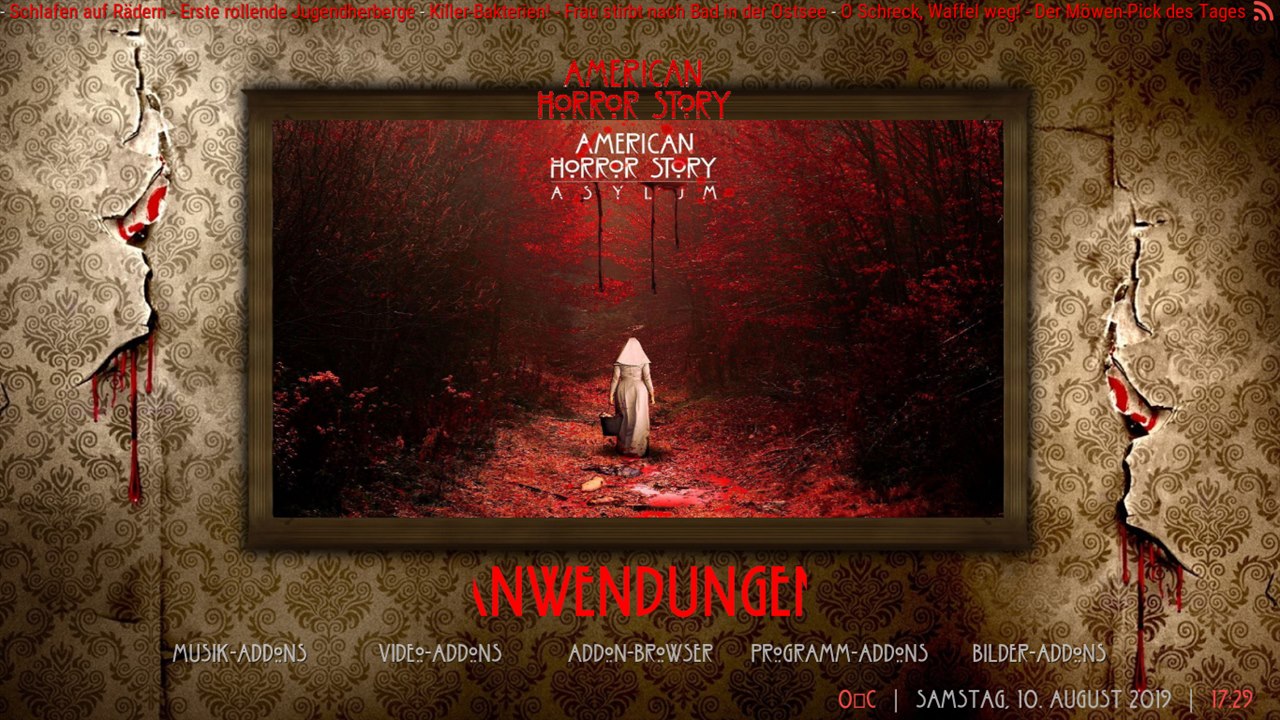 - Schlafen auf Rädern - Erste rollende Jugendherberge - Killer-Bakterien! - Frau stirbt nach Bad in der Ostsee - O Schreck, Waffel weg! - Der Möwen-Pick des Tages
AMERICAN
HORROR STORY
AMERICAN
HORROR STORY
ASYLUM
ANWENDUNGEN
MUSIK-ADDONS VIDEO-ADDONS ADDON-BROWSER PROGRAMM-ADDONS BILDER-ADDONS
0□C | SAMSTAG, 10. AUGUST 2019 | 17:29